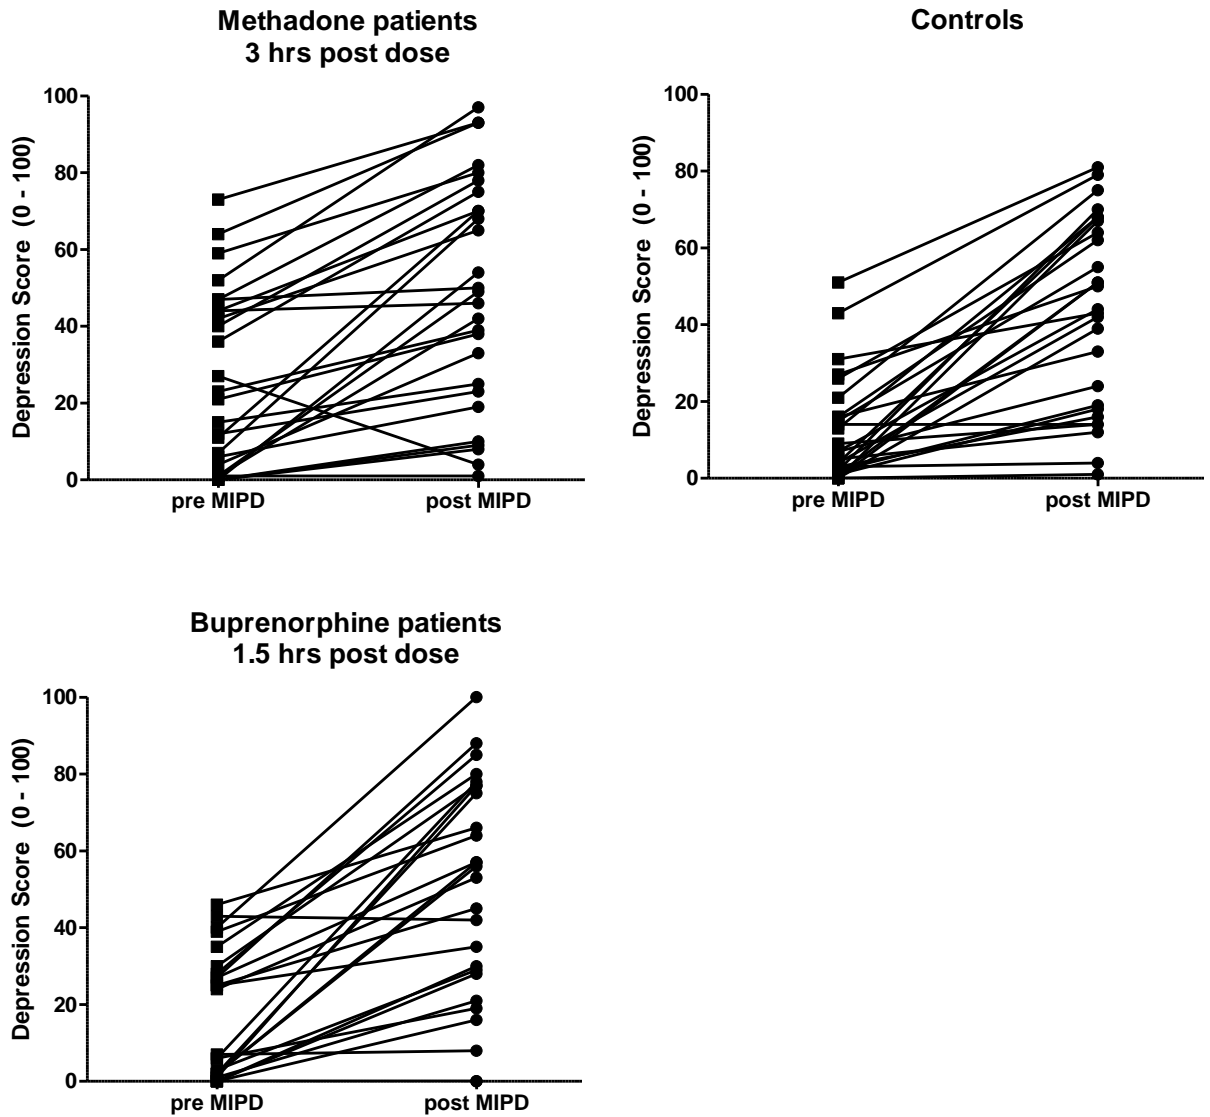 Methadone patients
3 hrs post dose
Depression Score (0 - 100)
100
80
60
40
20
0
pre MIPD
post MIPD
Controls
Depression Score (0 - 100)
100
80
60
40
20
0
pre MIPD
post MIPD
Buprenorphine patients
1.5 hrs post dose
Depression Score (0 - 100)
100
80
60
40
20
0
pre MIPD
post MIPD